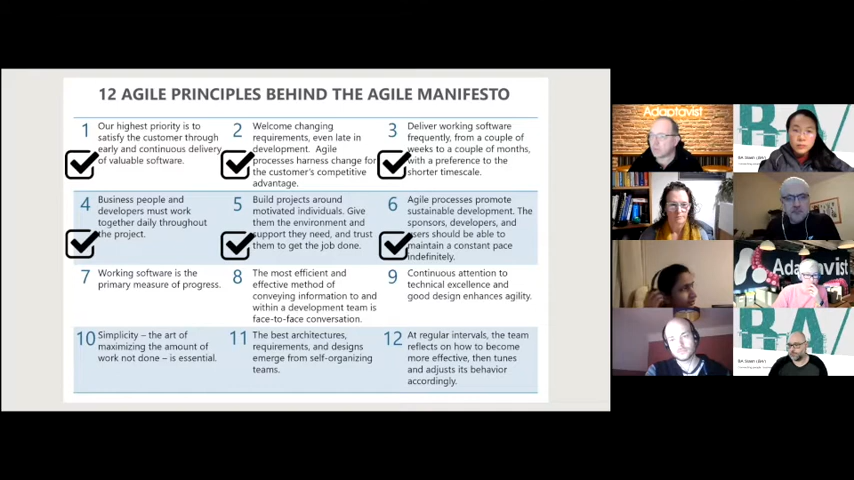 12 AGILE PRINCIPLES BEHIND THE AGILE MANIFESTO
1 Our highest priority is to
satisfy the customer through
early and continuous delivery
of valuable software.
2 Welcome changing
requirements, even late in
development. Agile
processes harness change for
the customer's competitive
advantage.
3 Deliver working software
frequently, from a couple of
weeks to a couple of months,
with a preference to the
shorter timescale.
4 Business people and
developers must work
together daily throughout
the project.
5 Build projects around
motivated individuals. Give
them the environment and
support they need, and trust
them to get the job done.
6 Agile processes promote
sustainable development. The
sponsors, developers, and
users should be able to
maintain a constant pace
indefinitely.
7 Working software is the
primary measure of progress.
8 The most efficient and
effective method of
conveying information to and
within a development team is
face-to-face conversation.
9 Continuous attention to
technical excellence and
good design enhances agility.
10 Simplicity – the art of
maximizing the amount of
work not done – is essential.
11 The best architectures,
requirements, and designs
emerge from self-organizing
teams.
12 At regular intervals, the team
reflects on how to become
more effective, then tunes
and adjusts its behavior
accordingly.
Adaptavist
Adaptavist